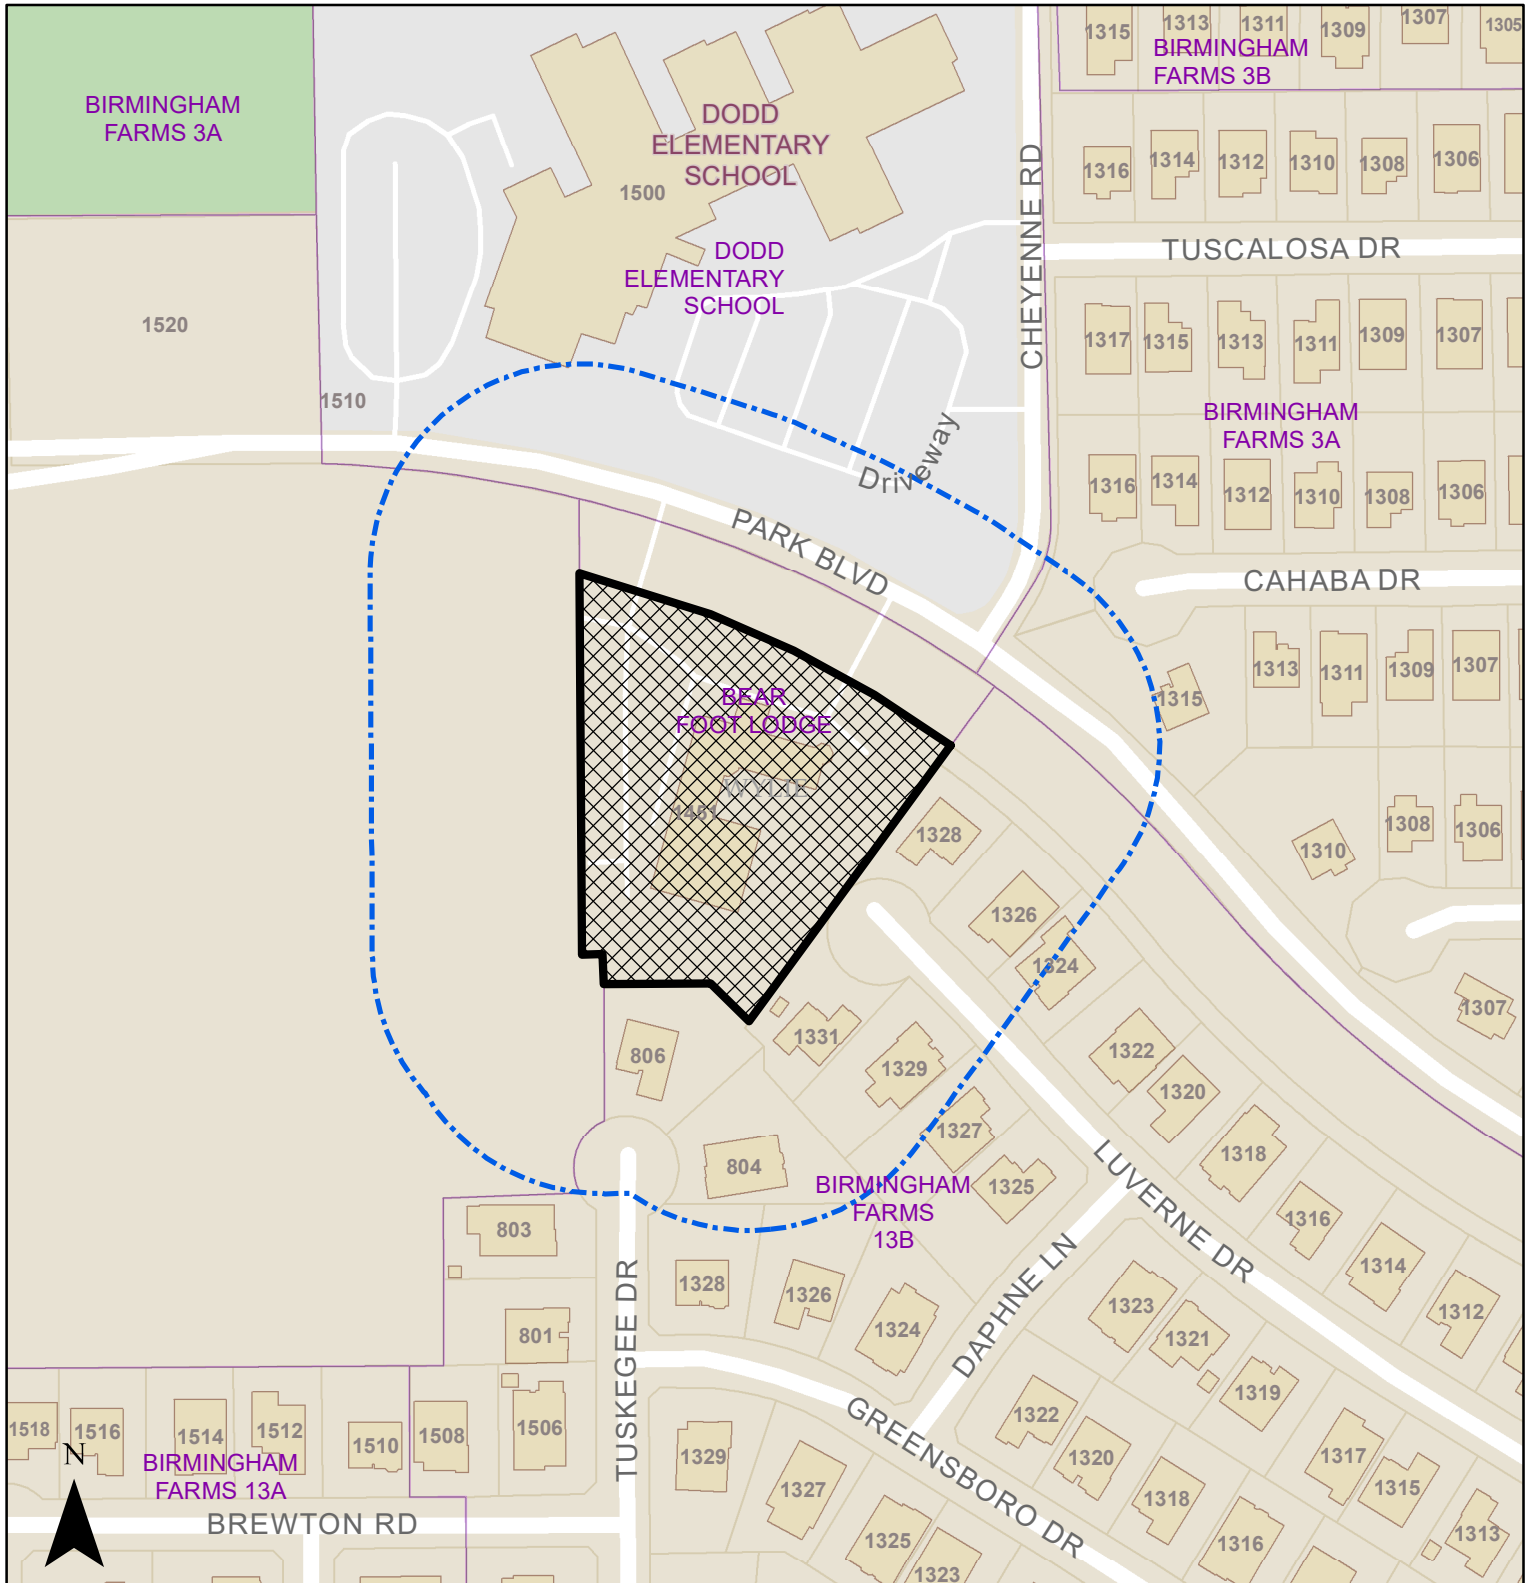 1315
1313
1311
1309
1307
1305
BIRMINGHAM
FARMS 3B
BIRMINGHAM
FARMS 3A
DODD
ELEMENTARY
SCHOOL
1500
CHEYENNE RD
1316
1314
1312
1310
1308
1306
TUSCALOSA DR
DODD
ELEMENTARY
SCHOOL
1520
1510
1317
1315
1313
1311
1309
1307
BIRMINGHAM
FARMS 3A
Driveway
1316
1314
1312
1310
1308
1306
PARK BLVD
CAHABA DR
1313
1311
1309
1307
1315
BEAR
FOOT LODGE
WYLIE
1451
1328
1310
1308
1306
1326
1324
1307
1331
806
1329
1322
1320
1327
804
1318
1325
BIRMINGHAM
FARMS
13B
LUVERNE DR
1316
803
1314
1328
1326
1324
DAPHNE LN
1323
1321
1312
801
TUSKEGEE DR
1319
1322
GREENSBORO DR
1518
1516
1514
1512
1510
1508
1506
N
BIRMINGHAM
FARMS 13A
1329
1327
1320
1318
1317
1315
1313
BREWTON RD
1325
1323
1316